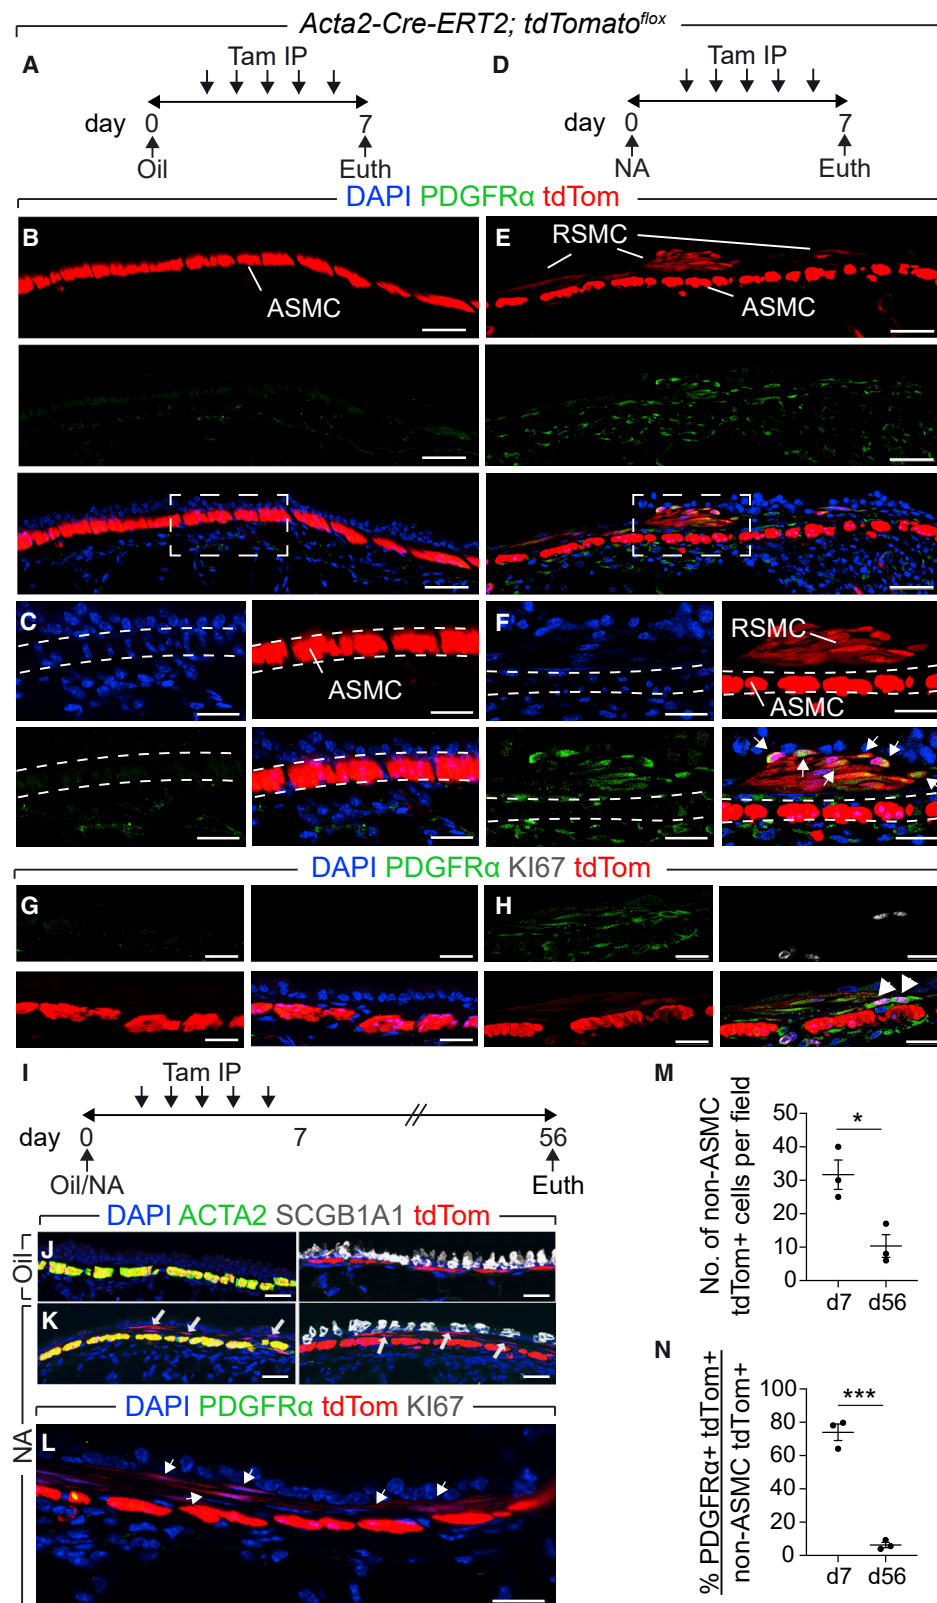 Acta2-Cre-ERT2; tdTomatoflox
A
Tam IP
day 0 7
Oil Euth
D
Tam IP
day 0 7
NA Euth
DAPI PDGFRα tdTom
B
ASMC
E
RSMC
ASMC
C
ASMC
F
RSMC
ASMC
DAPI PDGFRα KI67 tdTom
G
H
I
Tam IP
day 0 7 56
Oil/NA Euth
DAPI ACTA2 SCGB1A1 tdTom
Oil
J
NA
K
DAPI PDGFRα tdTom KI67
L
M
No. of non-ASMC
tdTom+ cells per field
50
40
30
20
10
0
*
d7 d56
N
% PDGFRα+ tdTom+
non-ASMC tdTom+
100
80
60
40
20
0
***
d7 d56